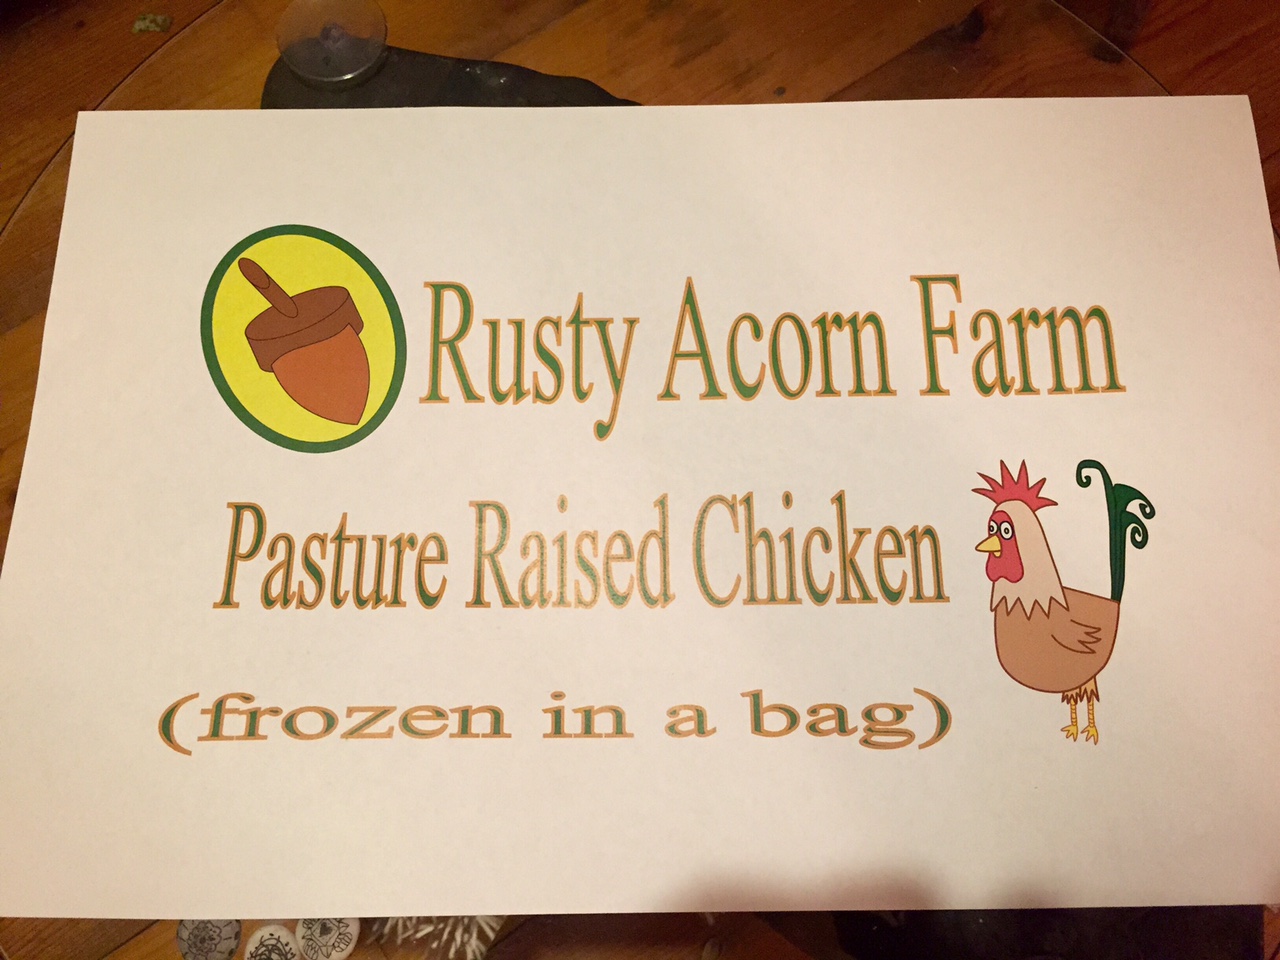 Rusty Acorn Farm
Pasture Raised Chicken
(frozen in a bag)